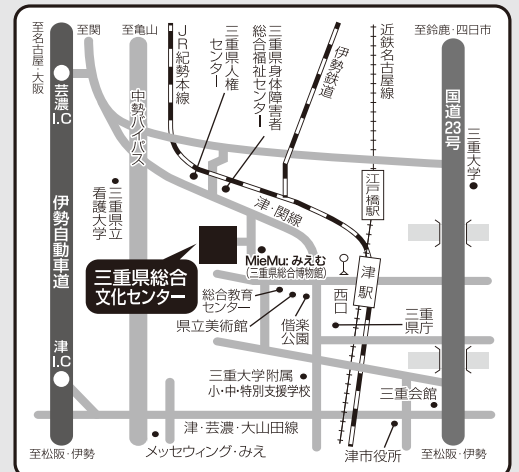 至名古屋・大阪
至関
至亀山
JR紀勢本線
三重県人権
センター
三重県身体障害者
総合福祉センター
伊勢鉄道
近鉄名古屋線
至鈴鹿・四日市
芸濃
I.C
中勢バイパス
国道23号
三重大学
伊勢自動車道
三重県立
看護大学
津・関線
江戸橋駅
三重県総合
文化センター
MieMu:みえむ
(三重県総合博物館)
津駅
西口
総合教育
センター
県立美術館
偕楽
公園
三重
県庁
津
I.C
三重大学附属
小・中・特別支援学校
三重会館
津・芸濃・大山田線
至松阪・伊勢
メッセウィング・みえ
津市役所
至松阪・伊勢